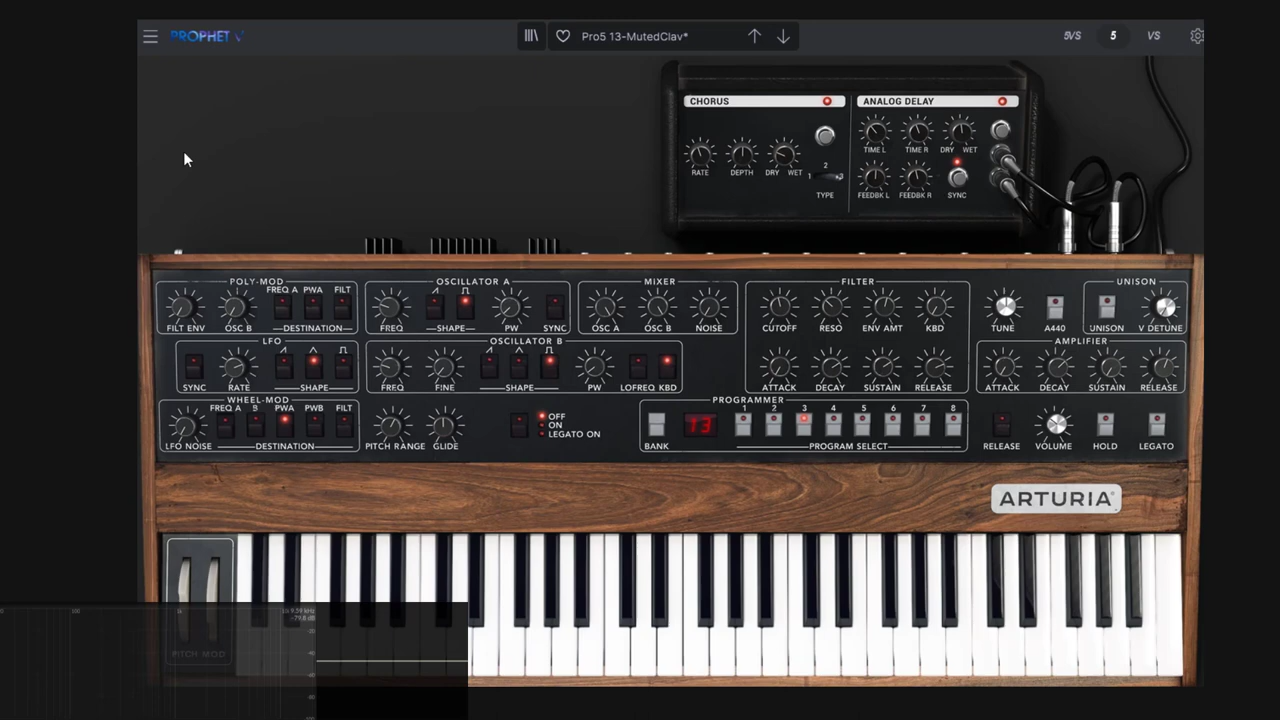 PROPHET V
Pro5 13-MutedClav*
5VS 5 VS
CHORUS
RATE DEPTH DRY WET
1 2 3
TYPE
ANALOG DELAY
TIME L TIME R DRY WET
FEEDBK L FEEDBK R SYNC
POLY-MOD
FREQ A PWA FILT
FILT ENV OSC B DESTINATION
OSCILLATOR A
FREQ SHAPE PW SYNC
MIXER
OSC A OSC B NOISE
FILTER
CUTOFF RESO ENV AMT KBD
ATTACK DECAY SUSTAIN RELEASE
TUNE A440
UNISON
UNISON V DETUNE
LFO
SYNC RATE SHAPE
OSCILLATOR B
FREQ FINE SHAPE PW LOFREQ KBD
AMPLIFIER
ATTACK DECAY SUSTAIN RELEASE
WHEEL-MOD
FREQ A B PWA PWB FILT
LFO NOISE DESTINATION
PITCH RANGE GLIDE
OFF
ON
LEGATO ON
PROGRAMMER
1 2 3 4 5 6 7 8
BANK PROGRAM SELECT
RELEASE VOLUME HOLD LEGATO
ARTURIA
PITCH MOD
100 1k